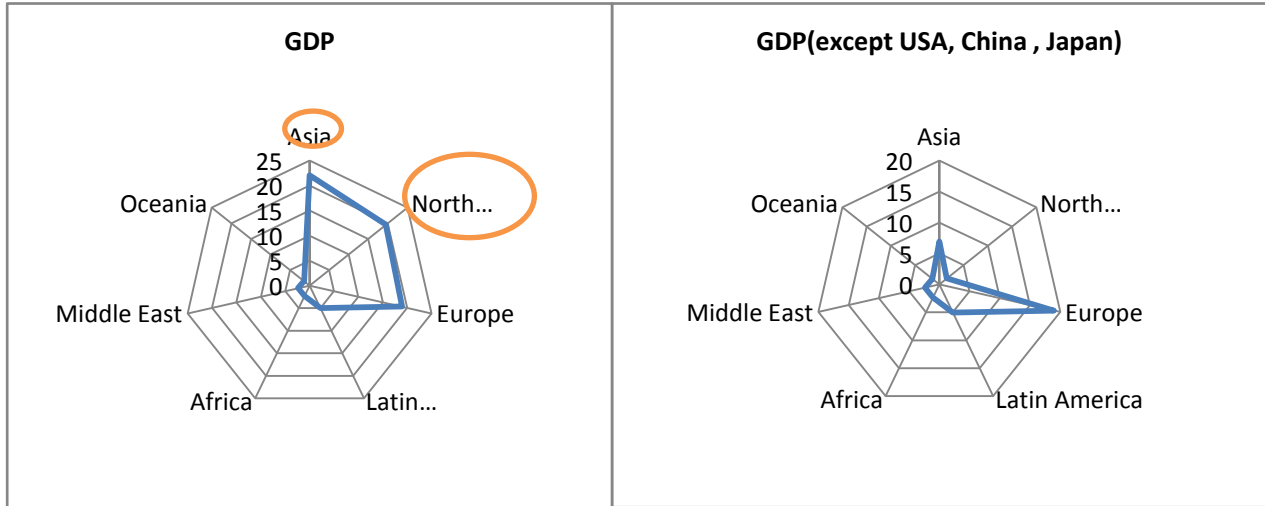 GDP
Asia
25
20
15
10
5
0
North...
Europe
Latin...
Africa
Middle East
Oceania
GDP(except USA, China , Japan)
Asia
20
15
10
5
0
North...
Europe
Latin America
Africa
Middle East
Oceania